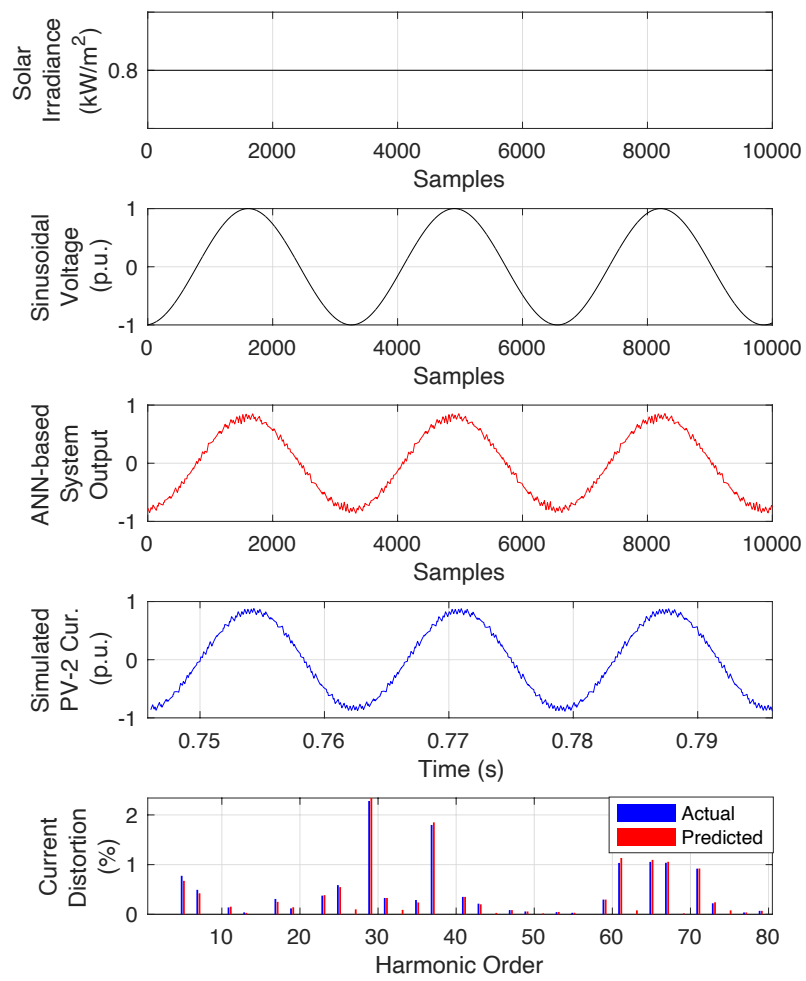 Solar
Irradiance
(kW/m²)
0.8
0 2000 4000 6000 8000 10000
Samples
Sinusoidal
Voltage
(p.u.)
1
0
-1
0 2000 4000 6000 8000 10000
Samples
ANN-based
System
Output
1
0
-1
0 2000 4000 6000 8000 10000
Samples
Simulated
PV-2 Cur.
(p.u.)
1
0
-1
0.75 0.76 0.77 0.78 0.79
Time (s)
Current
Distortion
(%)
2
1
0
Actual
Predicted
10 20 30 40 50 60 70 80
Harmonic Order